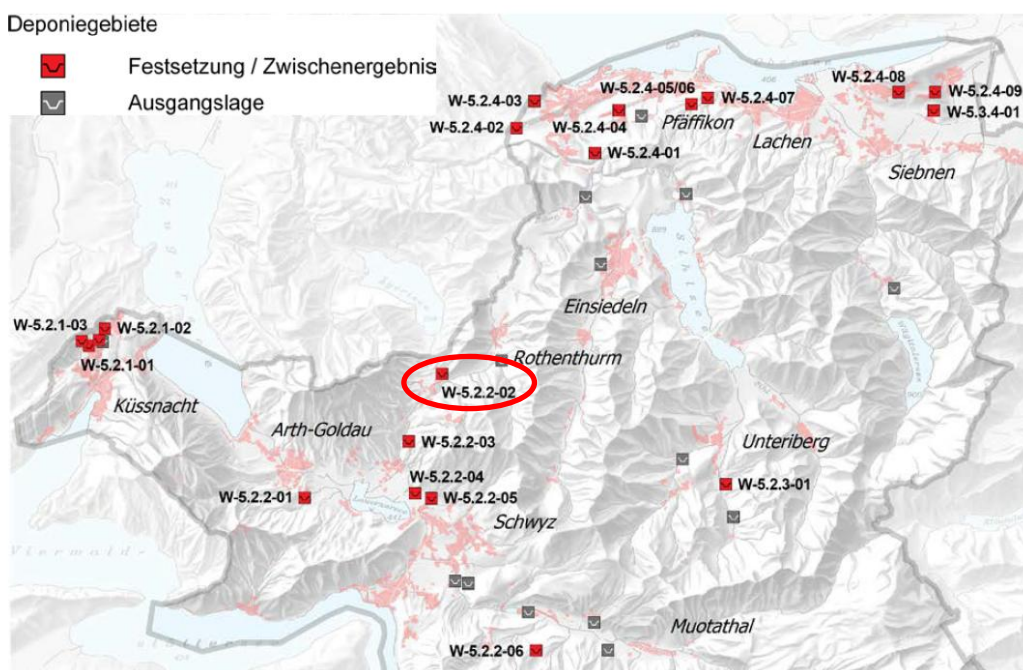 Deponiegebiete
Festsetzung / Zwischenergebnis
Ausgangslage
W-5.2.4-08
W-5.2.4-05/06
W-5.2.4-09
W-5.2.4-03
W-5.2.4-07
W-5.3.4-01
W-5.2.4-02
W-5.2.4-04
Pfäffikon
Lachen
W-5.2.4-01
Siebnen
Einsiedeln
W-5.2.1-03
W-5.2.1-02
W-5.2.1-01
Rothenthurm
W-5.2.2-02
Küssnacht
Arth-Goldau
W-5.2.2-03
Unteriberg
W-5.2.2-04
W-5.2.3-01
W-5.2.2-01
W-5.2.2-05
Schwyz
Muotathal
W-5.2.2-06